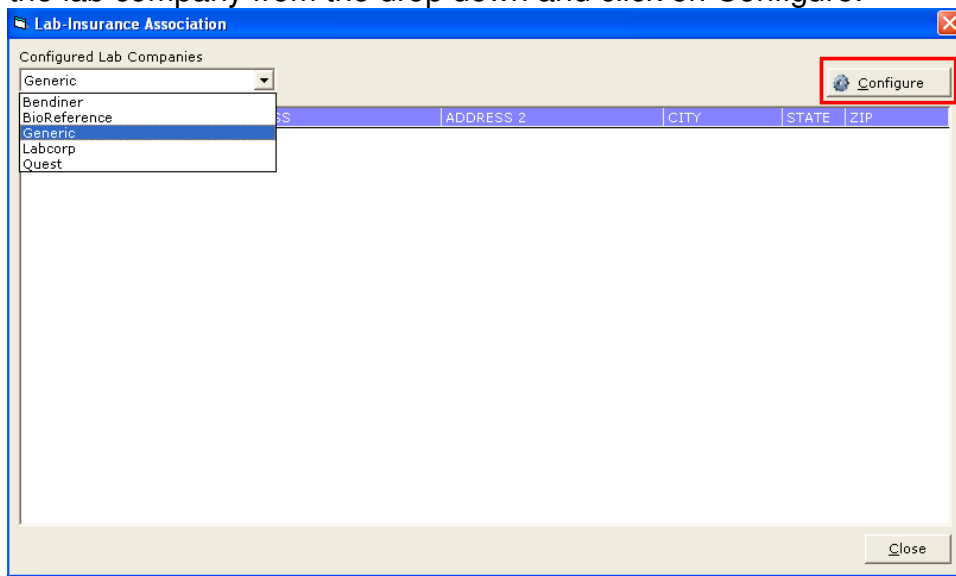 the lab company from the drop down and click on Configure.
Lab-Insurance Association
Configured Lab Companies
Generic
Configure
Bendiner
BioReference
Generic
Labcorp
Quest
SS ADDRESS 2 CITY STATE ZIP
Close